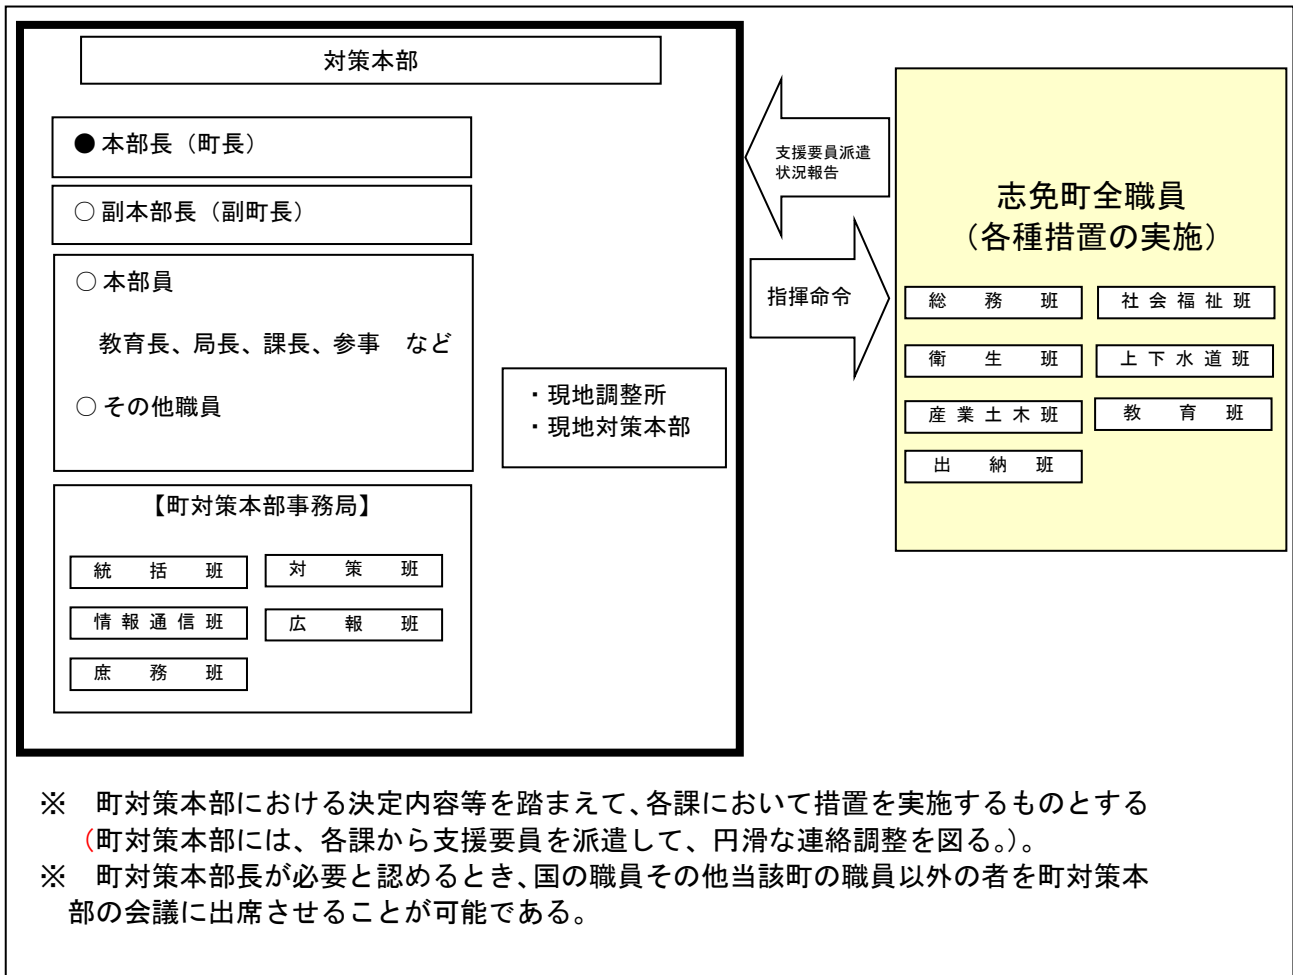 対策本部
● 本部長（町長）
○ 副本部長（副町長）
○ 本部員
教育長、局長、課長、参事　など
○ その他職員
・現地調整所
・現地対策本部
【町対策本部事務局】
統　括　班
対　策　班
情報通信班
広　報　班
庶　務　班
支援要員派遣
状況報告
指揮命令
志免町全職員
（各種措置の実施）
総　務　班
社会福祉班
衛　生　班
上下水道班
産業土木班
教　育　班
出　納　班
※　町対策本部における決定内容等を踏まえて、各課において措置を実施するものとする
（町対策本部には、各課から支援要員を派遣して、円滑な連絡調整を図る。）。
※　町対策本部長が必要と認めるとき、国の職員その他当該町の職員以外の者を町対策本
部の会議に出席させることが可能である。